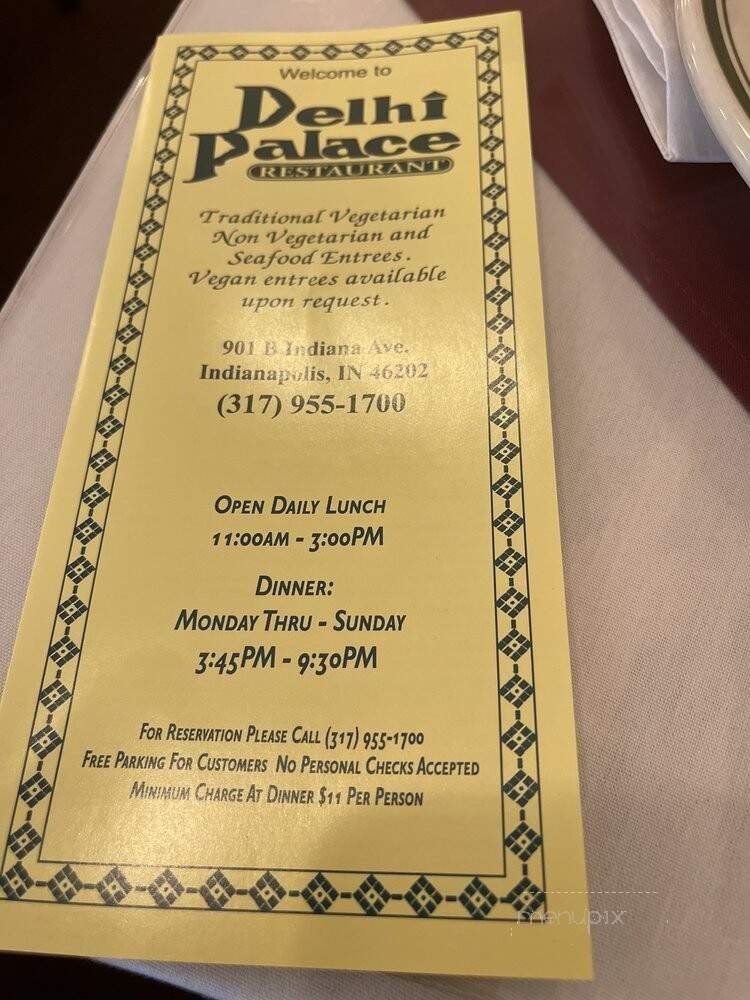 Welcome to
Delhi
Palace
RESTAURANT
Traditional Vegetarian
Non Vegetarian and
Seafood Entrees.
Vegan entrees available
upon request.
901 B Indiana Ave.
Indianapolis, IN 46202
(317) 955-1700
OPEN DAILY LUNCH
11:00AM - 3:00PM
DINNER:
MONDAY THRU - SUNDAY
3:45PM - 9:30PM
FOR RESERVATION PLEASE CALL (317) 955-1700
FREE PARKING FOR CUSTOMERS NO PERSONAL CHECKS ACCEPTED
MINIMUM CHARGE AT DINNER $11 PER PERSON
menupix